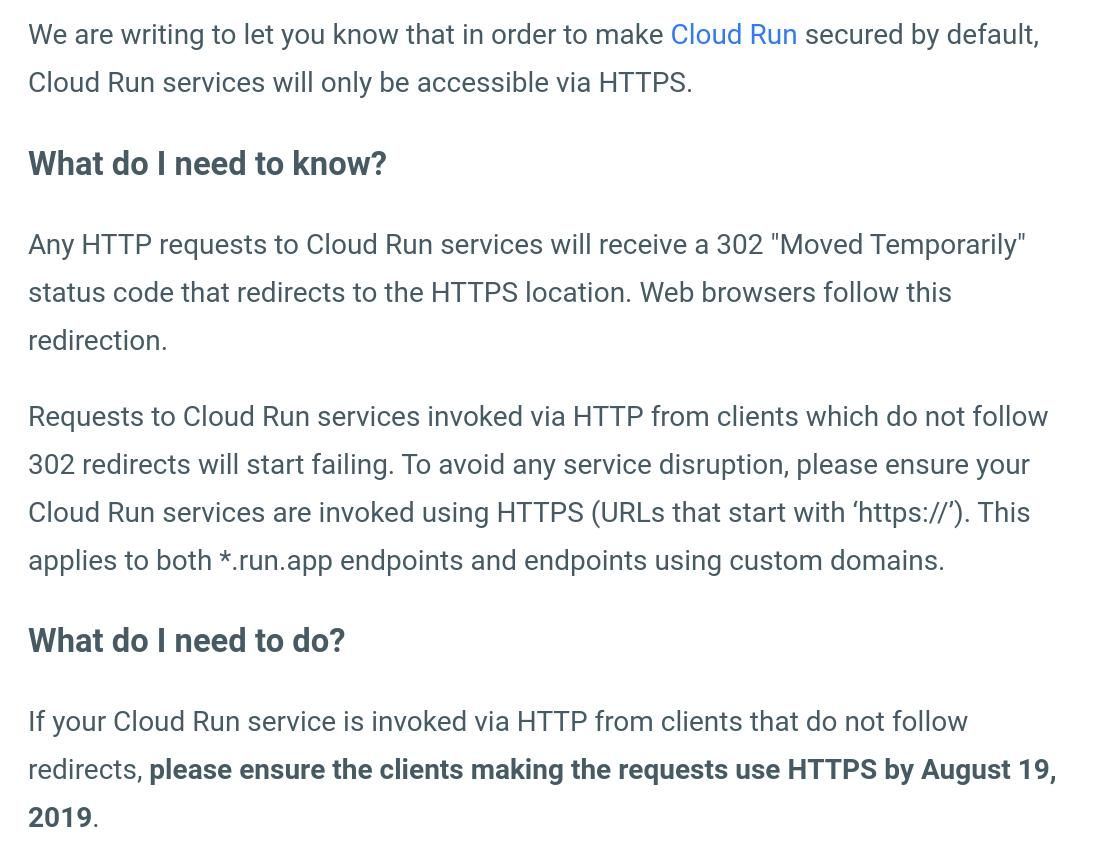 We are writing to let you know that in order to make Cloud Run secured by default,
Cloud Run services will only be accessible via HTTPS.
What do I need to know?
Any HTTP requests to Cloud Run services will receive a 302 "Moved Temporarily"
status code that redirects to the HTTPS location. Web browsers follow this
redirection.
Requests to Cloud Run services invoked via HTTP from clients which do not follow
302 redirects will start failing. To avoid any service disruption, please ensure your
Cloud Run services are invoked using HTTPS (URLs that start with ‘https://’). This
applies to both *.run.app endpoints and endpoints using custom domains.
What do I need to do?
If your Cloud Run service is invoked via HTTP from clients that do not follow
redirects, please ensure the clients making the requests use HTTPS by August 19,
2019.